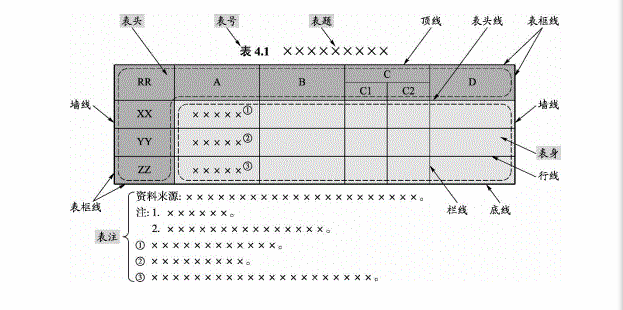 表头 表号 表题 顶线 表头线 表框线
表 4.1 ×××××××××
RR A B C D
C1 C2
墙线 XX ×××××① 墙线
YY ×××××② 表身
ZZ ×××××③ 行线
表框线 栏线 底线
资料来源: ××××××××××××××××××××××。
表注 注: 1. ××××××。
2. ×××××××××××××××。
① ××××××××××××。
② ×××××××××。
③ ×××××××××××××××××××××。